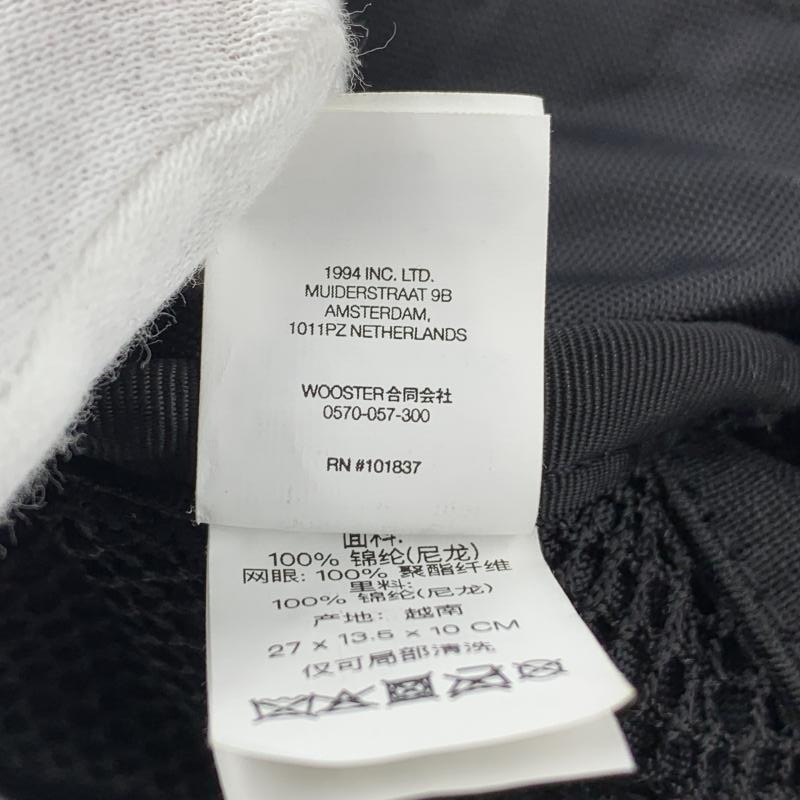 1994 INC. LTD.
MUIDERSTRAAT 9B
AMSTERDAM,
1011PZ NETHERLANDS
WOOSTER合同会社
0570-057-300
RN #101837
面料:
100% 锦纶(尼龙)
网眼: 100% 聚酯纤维
里料:
100% 锦纶(尼龙)
产地: 越南
27 x 13.5 x 10 CM
仅可局部清洗